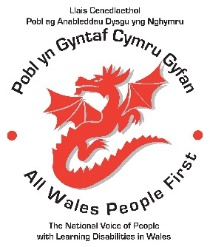 Llais Cenedlaethol
Pobl ag Anableddau Dysgu yng Nghymru
Pobl yn Gyntaf Cymru Gyfan
All Wales People First
The National Voice of People
with Learning Disabilities in Wales